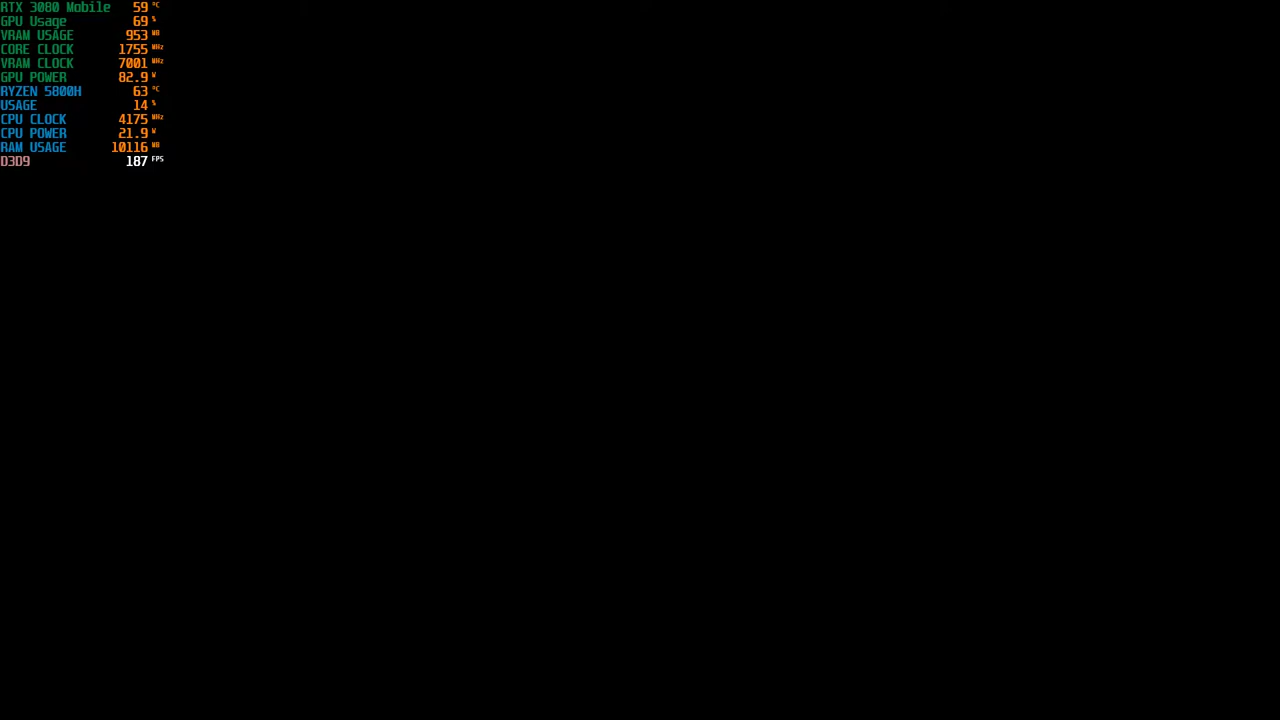 RTX 3080 Mobile 59 °C
GPU Usage 69 %
VRAM USAGE 953 MB
CORE CLOCK 1755 MHz
VRAM CLOCK 7001 MHz
GPU POWER 82.9 W
RYZEN 5800H 63 °C
USAGE 14 %
CPU CLOCK 4175 MHz
CPU POWER 21.9 W
RAM USAGE 10116 MB
D3D9 187 FPS